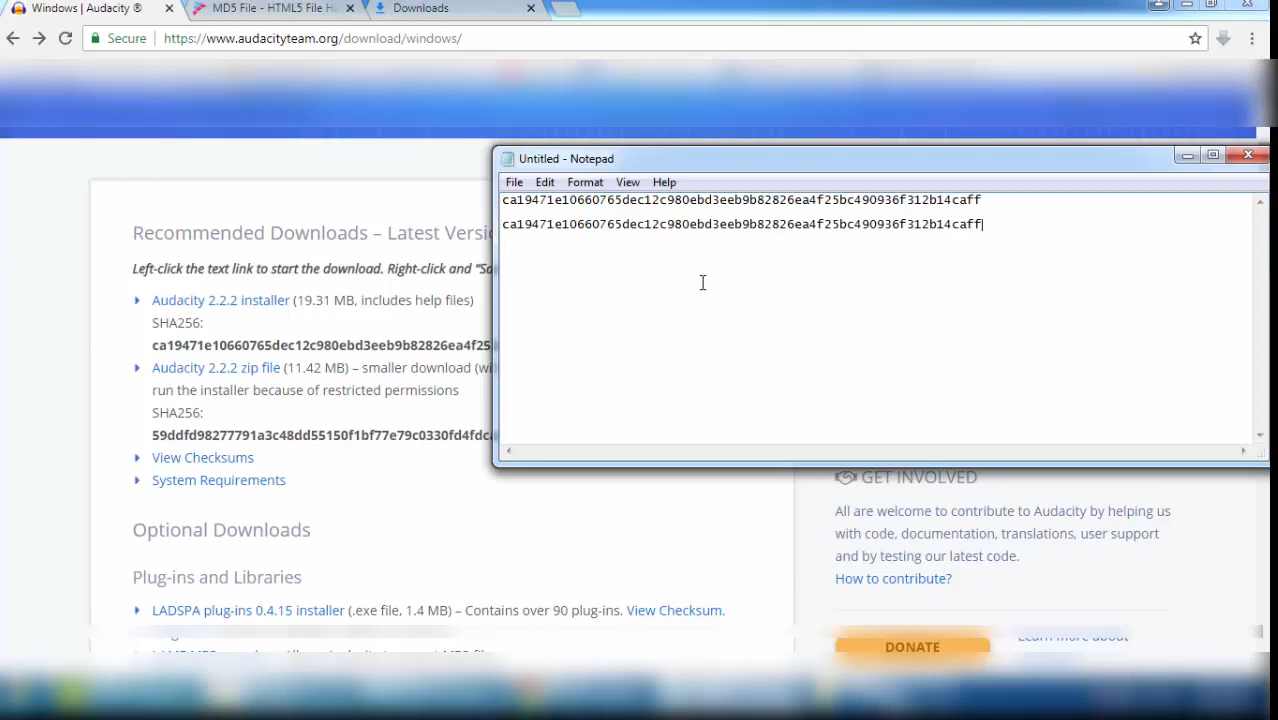 Windows | Audacity ®
MD5 File - HTML5 File Ha
Downloads
Secure
https://www.audacityteam.org/download/windows/
Untitled - Notepad
File Edit Format View Help
ca19471e10660765dec12c980ebd3eeb9b82826ea4f25bc490936f312b14caff
ca19471e10660765dec12c980ebd3eeb9b82826ea4f25bc490936f312b14caff
Recommended Downloads – Latest Versi
Left-click the text link to start the download. Right-click and “Sa
Audacity 2.2.2 installer (19.31 MB, includes help files)
SHA256:
ca19471e10660765dec12c980ebd3eeb9b82826ea4f25
Audacity 2.2.2 zip file (11.42 MB) – smaller download (wi
run the installer because of restricted permissions
SHA256:
59ddfd98277791a3c48dd55150f1bf77e79c0330fd4fdc
View Checksums
System Requirements
Optional Downloads
Plug-ins and Libraries
LADSPA plug-ins 0.4.15 installer (.exe file, 1.4 MB) – Contains over 90 plug-ins. View Checksum.
GET INVOLVED
All are welcome to contribute to Audacity by helping us
with code, documentation, translations, user support
and by testing our latest code.
How to contribute?
DONATE
Learn more about